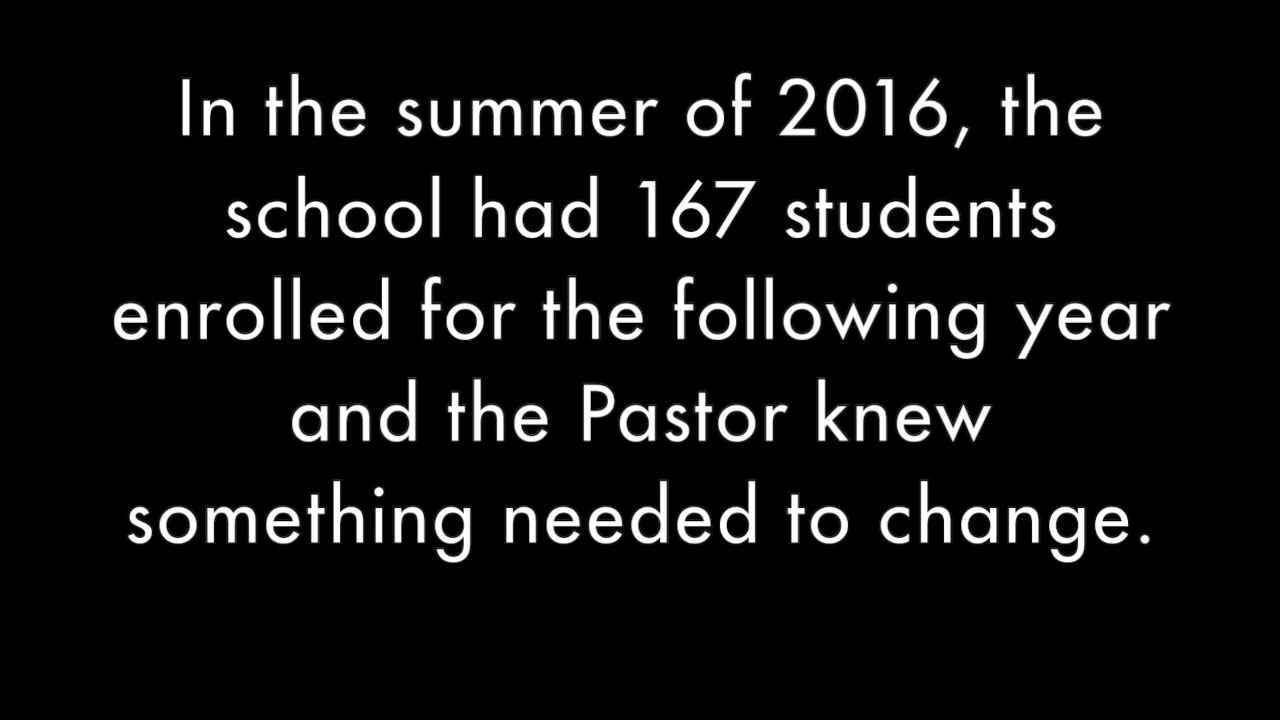 In the summer of 2016, the
school had 167 students
enrolled for the following year
and the Pastor knew
something needed to change.